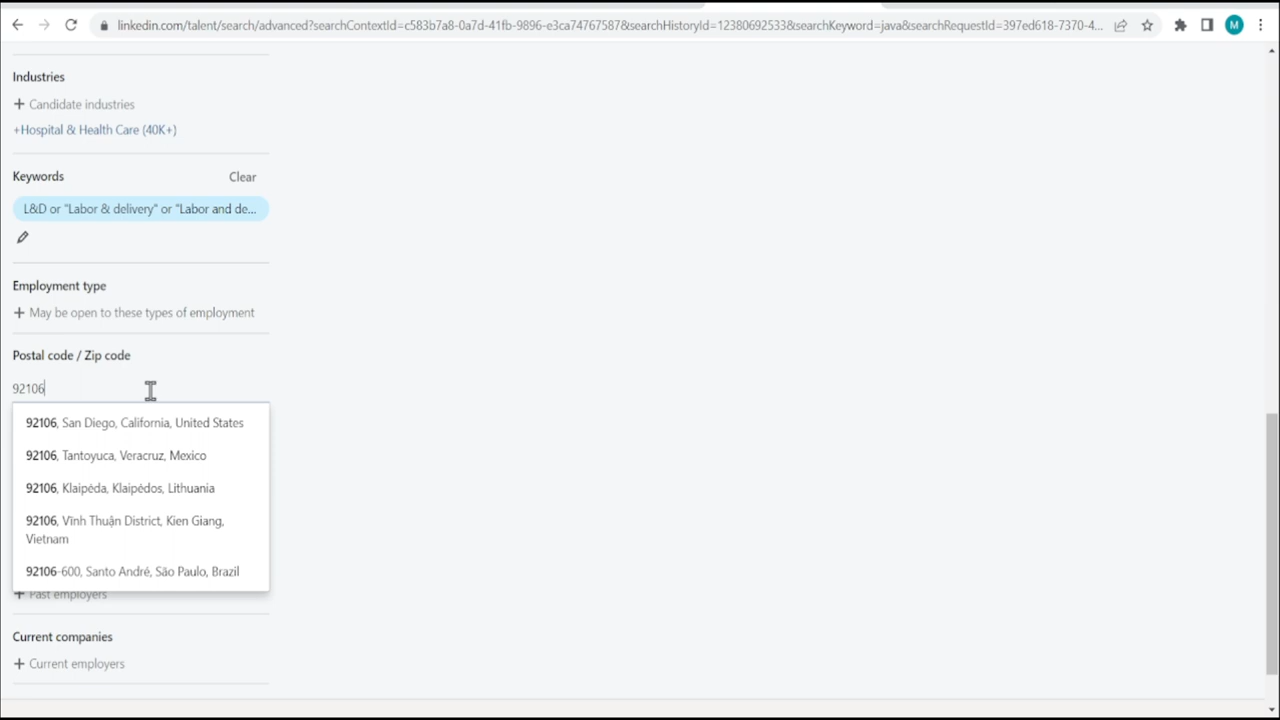 linkedin.com/talent/search/advanced?searchContextId=c583b7a8-0a7d-41fb-9896-e3ca74767587&searchHistoryId=12380692533&searchKeyword=java&searchRequestId=397ed618-7370-4...
M
Industries
+ Candidate industries
+Hospital & Health Care (40K+)
Keywords Clear
L&D or "Labor & delivery" or "Labor and de...
Employment type
+ May be open to these types of employment
Postal code / Zip code
92106
92106, San Diego, California, United States
92106, Tantoyuca, Veracruz, Mexico
92106, Klaipėda, Klaipėdos, Lithuania
92106, Vĩnh Thuận District, Kien Giang,
Vietnam
92106-600, Santo André, São Paulo, Brazil
+ Past employers
Current companies
+ Current employers